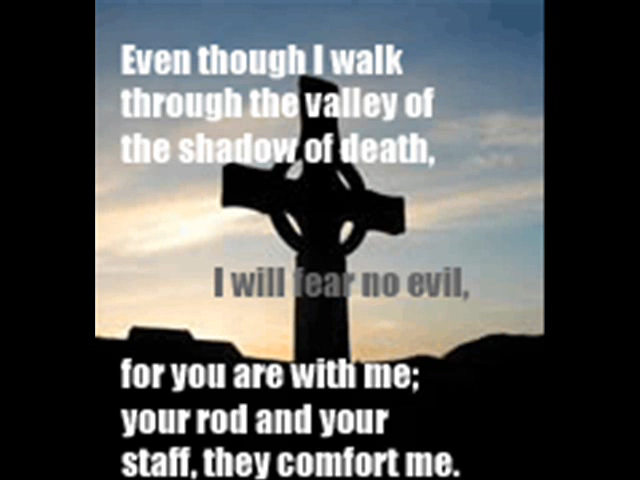 Even though I walk
through the valley of
the shadow of death,
I will fear no evil,
for you are with me;
your rod and your
staff, they comfort me.